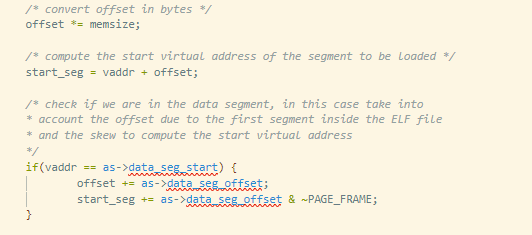 /* convert offset in bytes */
offset *= memsize;
/* compute the start virtual address of the segment to be loaded */
start_seg = vaddr + offset;
/* check if we are in the data segment, in this case take into
* account the offset due to the first segment inside the ELF file
* and the skew to compute the start virtual address
*/
if(vaddr == as->data_seg_start) {
offset += as->data_seg_offset;
start_seg += as->data_seg_offset & ~PAGE_FRAME;
}